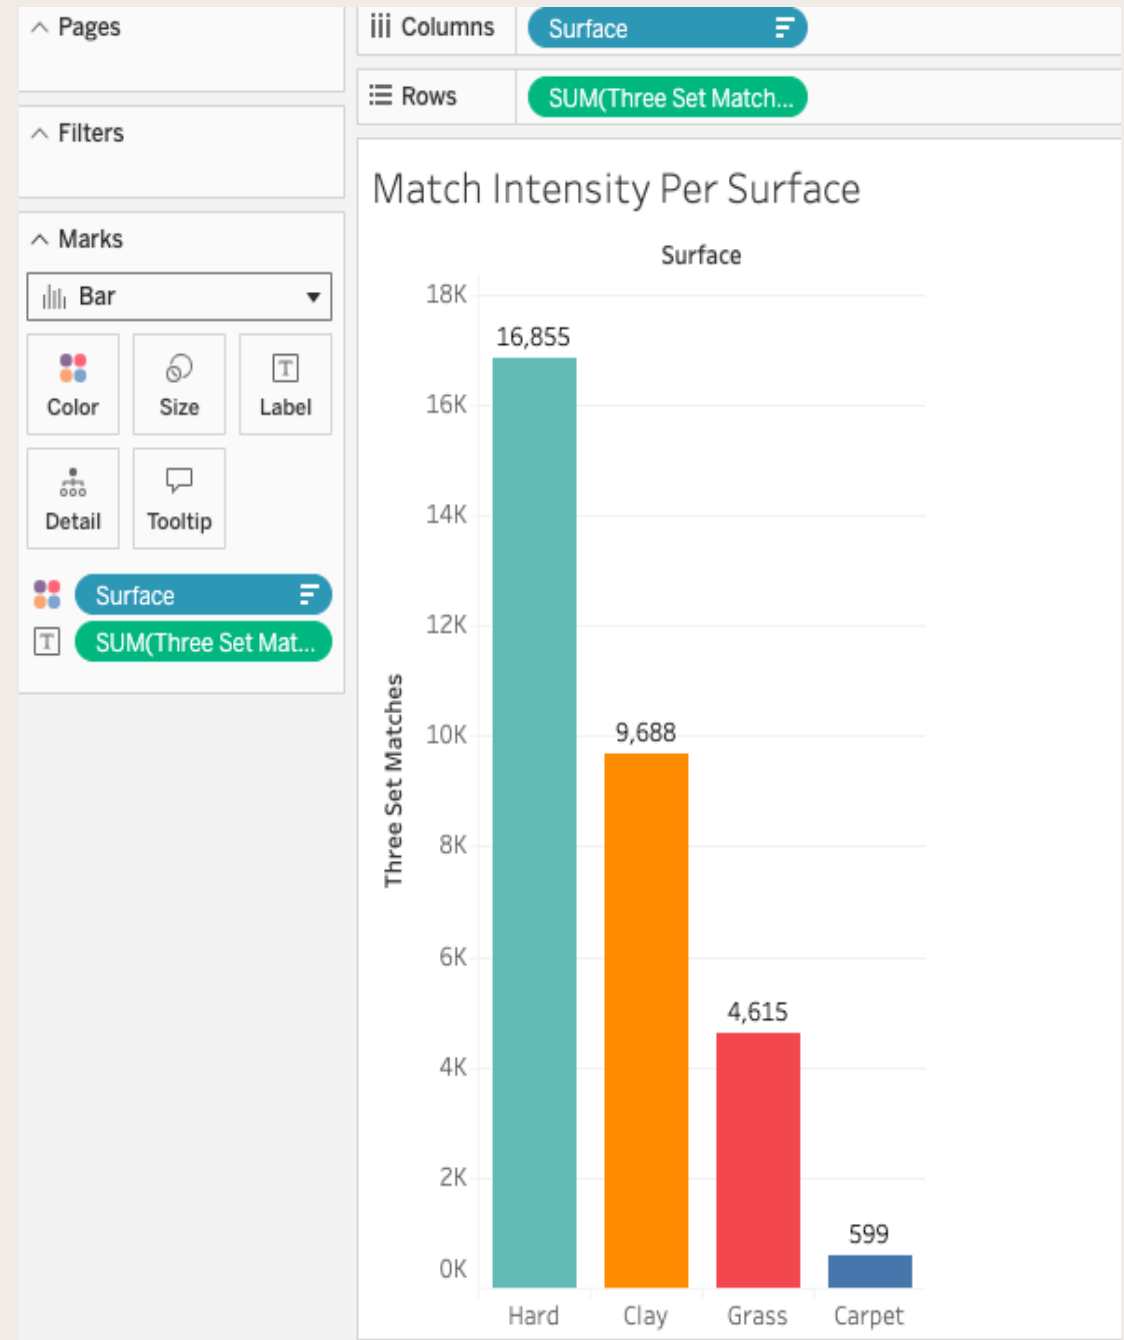 Pages
Filters
Marks
Bar
Color
Size
Label
Detail
Tooltip
Surface
SUM(Three Set Mat...
Columns
Surface
Rows
SUM(Three Set Match...
Match Intensity Per Surface
Surface
18K
16K
14K
12K
10K
8K
6K
4K
2K
0K
Three Set Matches
16,855
9,688
4,615
599
Hard
Clay
Grass
Carpet